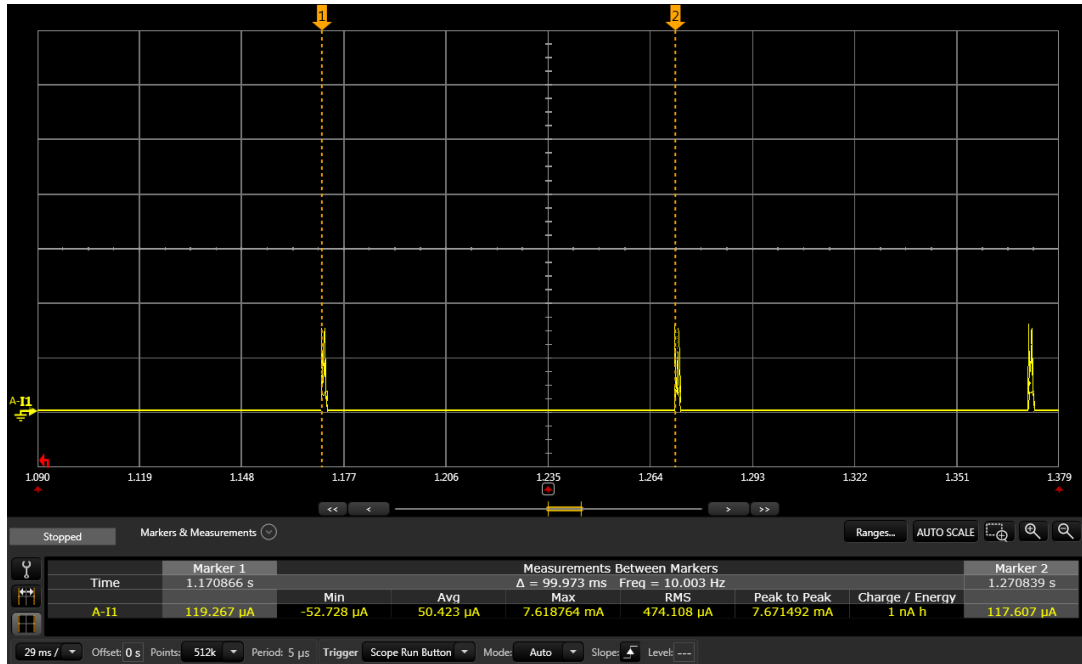 1 2
A-I1
1.090 1.119 1.148 1.177 1.206 1.235 1.264 1.293 1.322 1.351 1.379
<< < > >>
Stopped Markers & Measurements Ranges... AUTO SCALE
Marker 1 Measurements Between Markers Marker 2
Time 1.170866 s Δ = 99.973 ms Freq = 10.003 Hz 1.270839 s
Min Avg Max RMS Peak to Peak Charge / Energy
A-I1 119.267 µA -52.728 µA 50.423 µA 7.618764 mA 474.108 µA 7.671492 mA 1 nA h 117.607 µA
29 ms / Offset: 0 s Points: 512k Period: 5 µs Trigger Scope Run Button Mode: Auto Slope: Level: ---